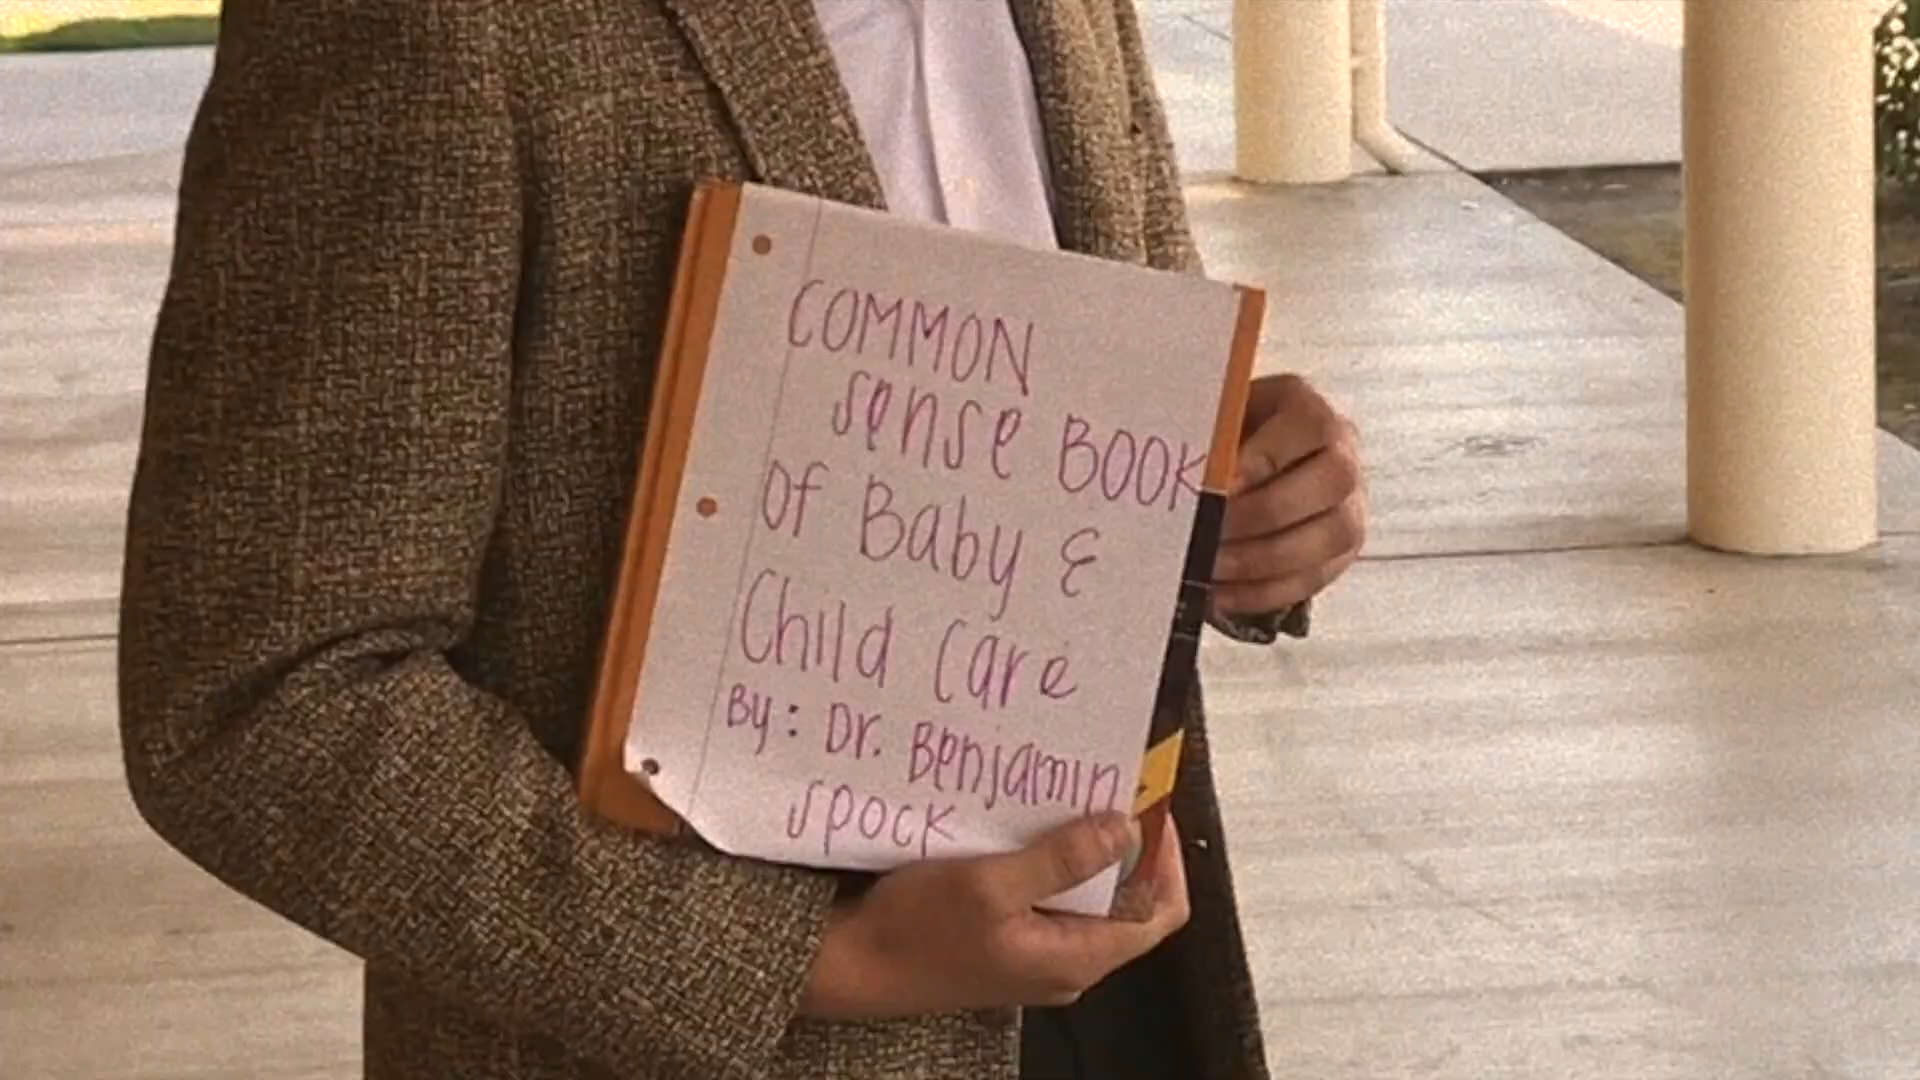 COMMON
sense BOOK
Of Baby &
Child Care
By: Dr. Benjamin
Spock